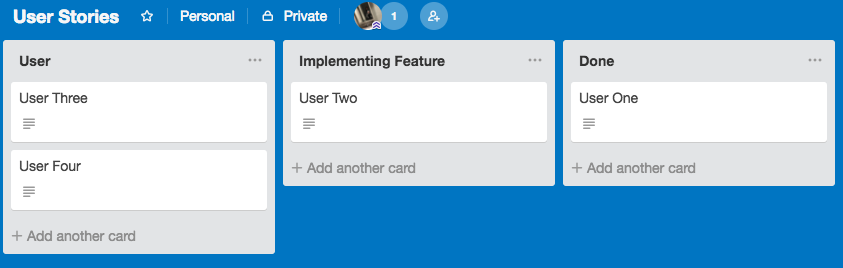 User Stories
Personal
Private
1
User
User Three
User Four
+ Add another card
Implementing Feature
User Two
+ Add another card
Done
User One
+ Add another card